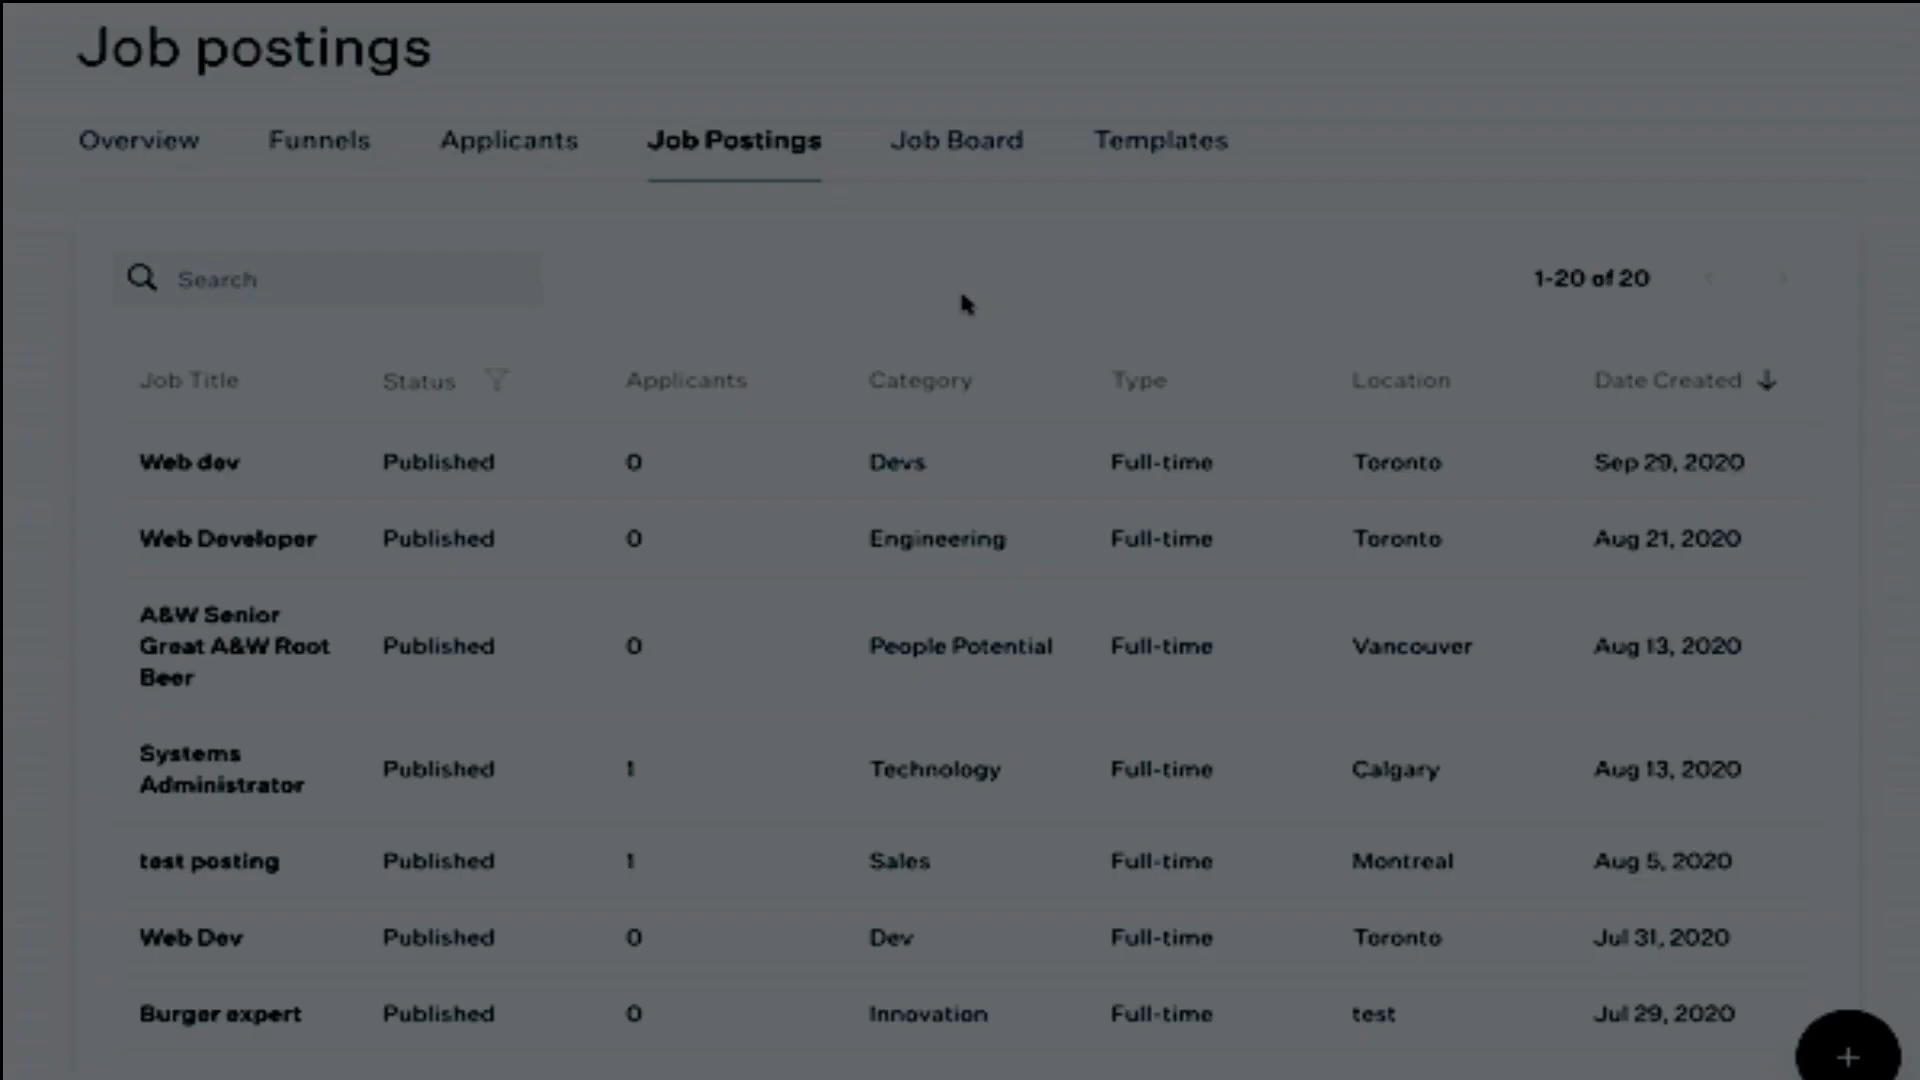 Job postings
Overview Funnels Applicants Job Postings Job Board Templates
Search 1-20 of 20
Job Title Status Applicants Category Type Location Date Created
Web dev Published 0 Devs Full-time Toronto Sep 29, 2020
Web Developer Published 0 Engineering Full-time Toronto Aug 21, 2020
A&W Senior
Great A&W Root Published 0 People Potential Full-time Vancouver Aug 13, 2020
Beer
Systems
Administrator Published 1 Technology Full-time Calgary Aug 13, 2020
test posting Published 1 Sales Full-time Montreal Aug 5, 2020
Web Dev Published 0 Dev Full-time Toronto Jul 31, 2020
Burger expert Published 0 Innovation Full-time test Jul 29, 2020
+